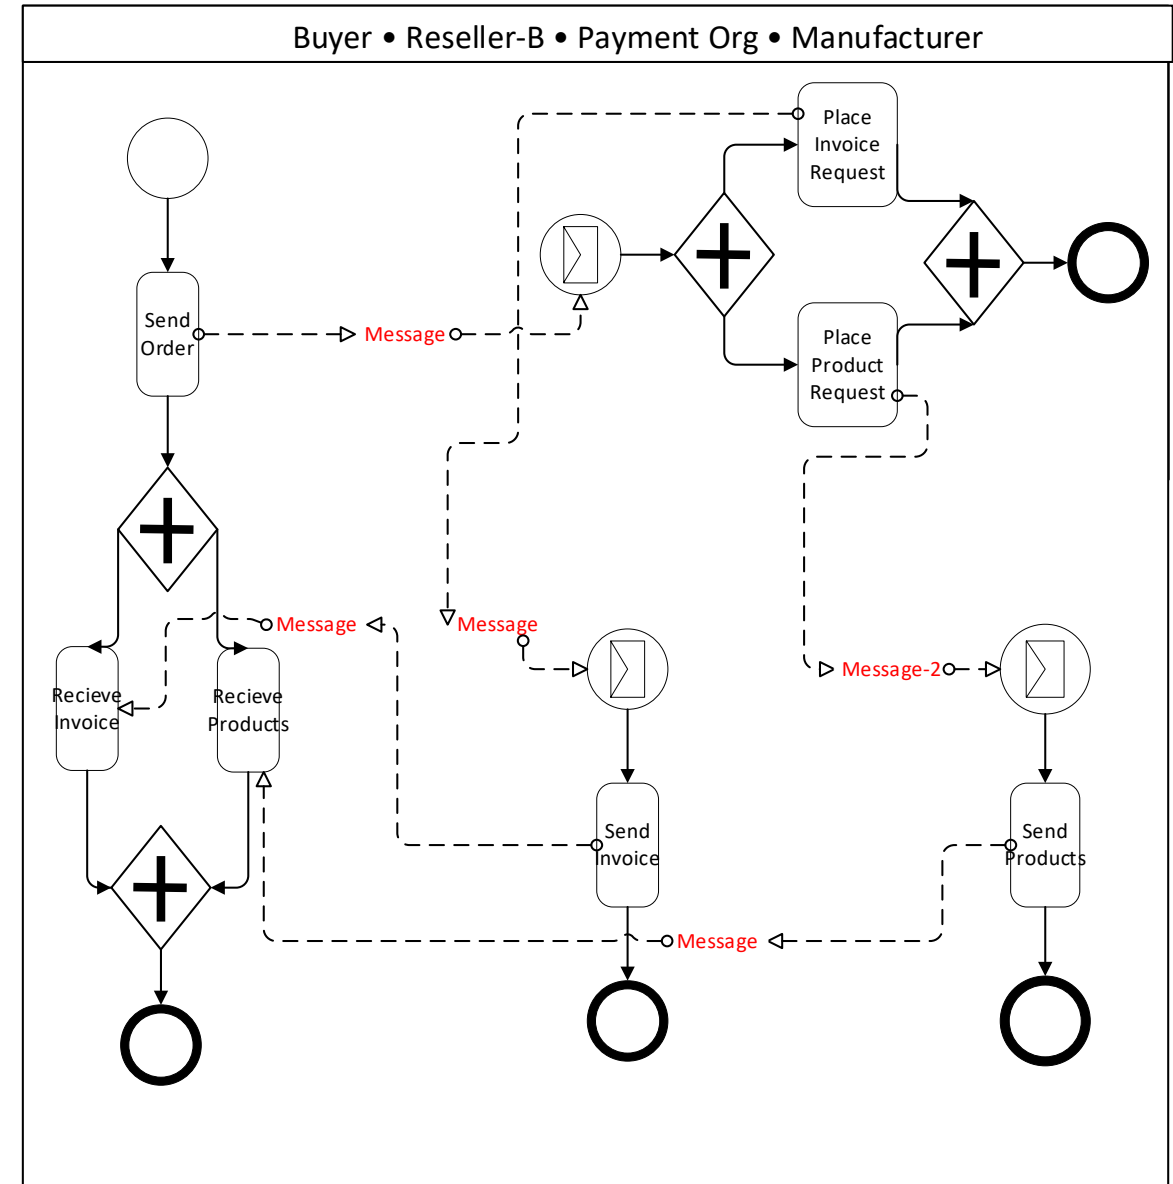 Buyer • Reseller-B • Payment Org • Manufacturer
Place
Invoice
Request
Send
Order
Message
Place
Product
Request
Message
Message
Message-2
Recieve
Invoice
Recieve
Products
Send
Invoice
Send
Products
Message